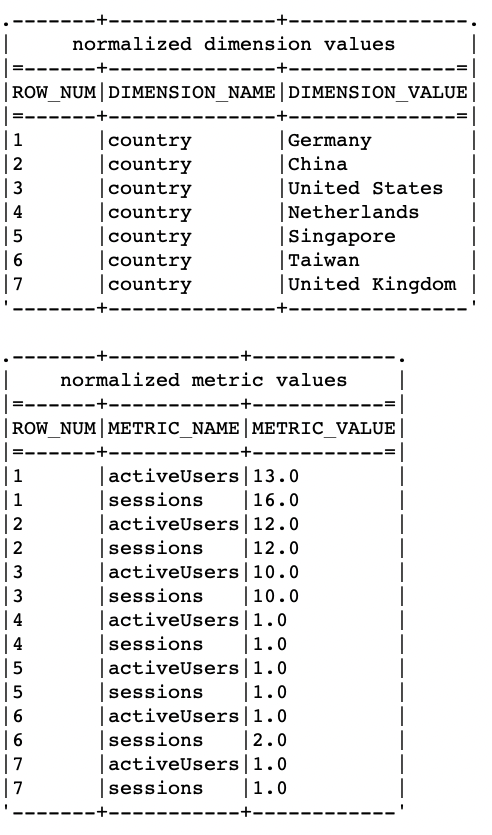 .-------+--------------+---------------.
|     normalized dimension values      |
|=------+--------------+--------------=|
|ROW_NUM|DIMENSION_NAME|DIMENSION_VALUE|
|=------+--------------+--------------=|
|1      |country       |Germany        |
|2      |country       |China          |
|3      |country       |United States  |
|4      |country       |Netherlands    |
|5      |country       |Singapore      |
|6      |country       |Taiwan         |
|7      |country       |United Kingdom |
'-------+--------------+---------------'

.-------+-----------+------------.
|    normalized metric values    |
|=------+-----------+-----------=|
|ROW_NUM|METRIC_NAME|METRIC_VALUE|
|=------+-----------+-----------=|
|1      |activeUsers|13.0        |
|1      |sessions   |16.0        |
|2      |activeUsers|12.0        |
|2      |sessions   |12.0        |
|3      |activeUsers|10.0        |
|3      |sessions   |10.0        |
|4      |activeUsers|1.0         |
|4      |sessions   |1.0         |
|5      |activeUsers|1.0         |
|5      |sessions   |1.0         |
|6      |activeUsers|1.0         |
|6      |sessions   |2.0         |
|7      |activeUsers|1.0         |
|7      |sessions   |1.0         |
'-------+-----------+------------'